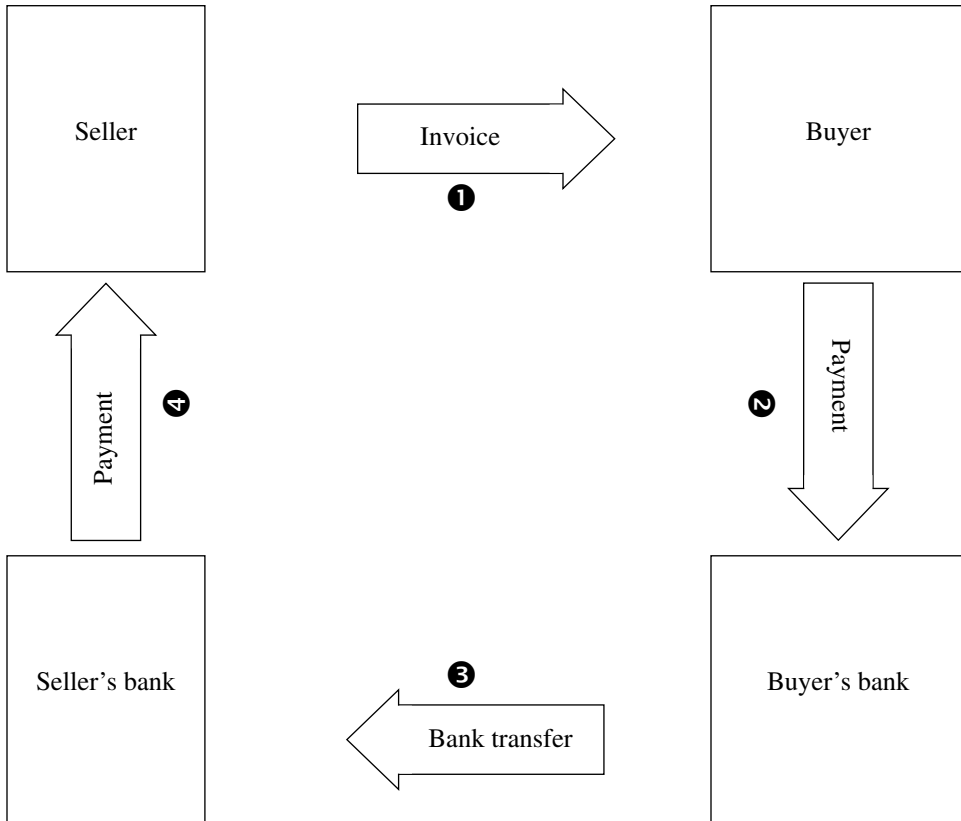 Seller
Invoice
Buyer
❶
Payment
❹
❷
Payment
Seller’s bank
❸
Bank transfer
Buyer’s bank